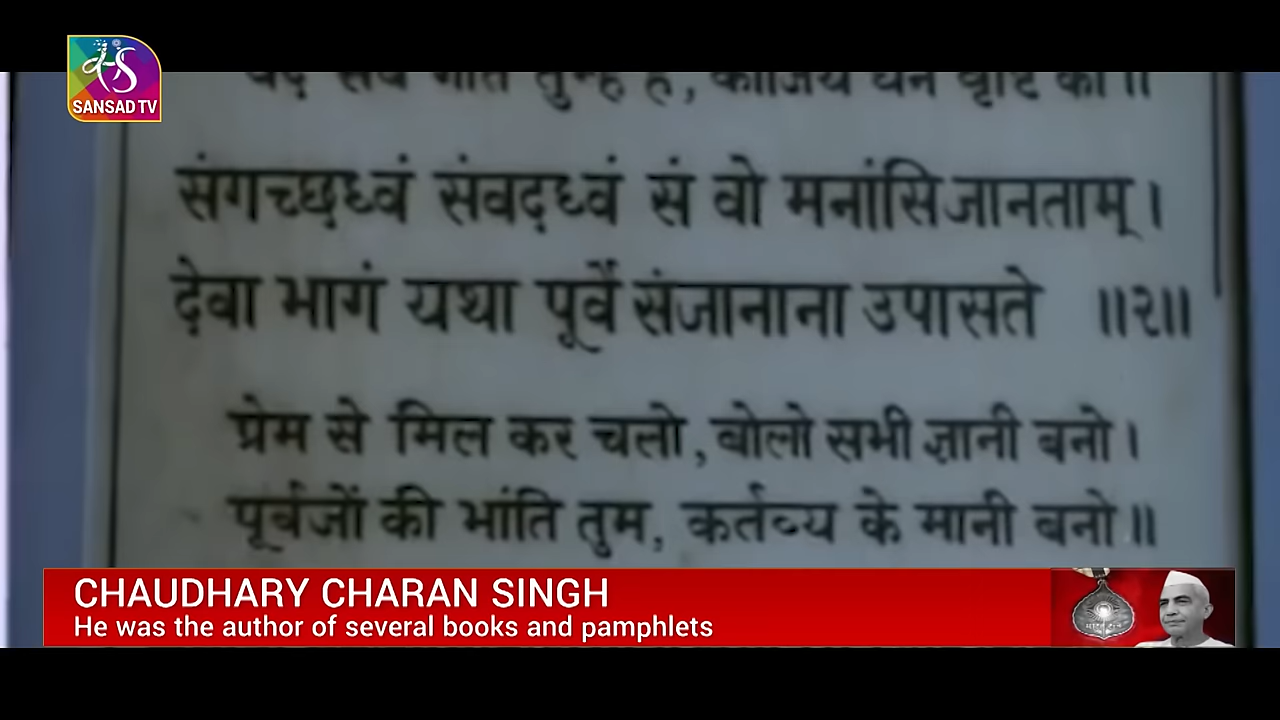 SANSAD TV
तुम्हें हैं, कीजिये धन वृष्टि को॥
संगच्छध्वं संवदध्वं सं वो मनांसिजानताम्।
देवा भागं यथा पूर्वे संजानाना उपासते ॥२॥
प्रेम से मिल कर चलो, बोलो सभी ज्ञानी बनो।
पूर्वजों की भांति तुम, कर्तव्य के मानी बनो॥
CHAUDHARY CHARAN SINGH
He was the author of several books and pamphlets